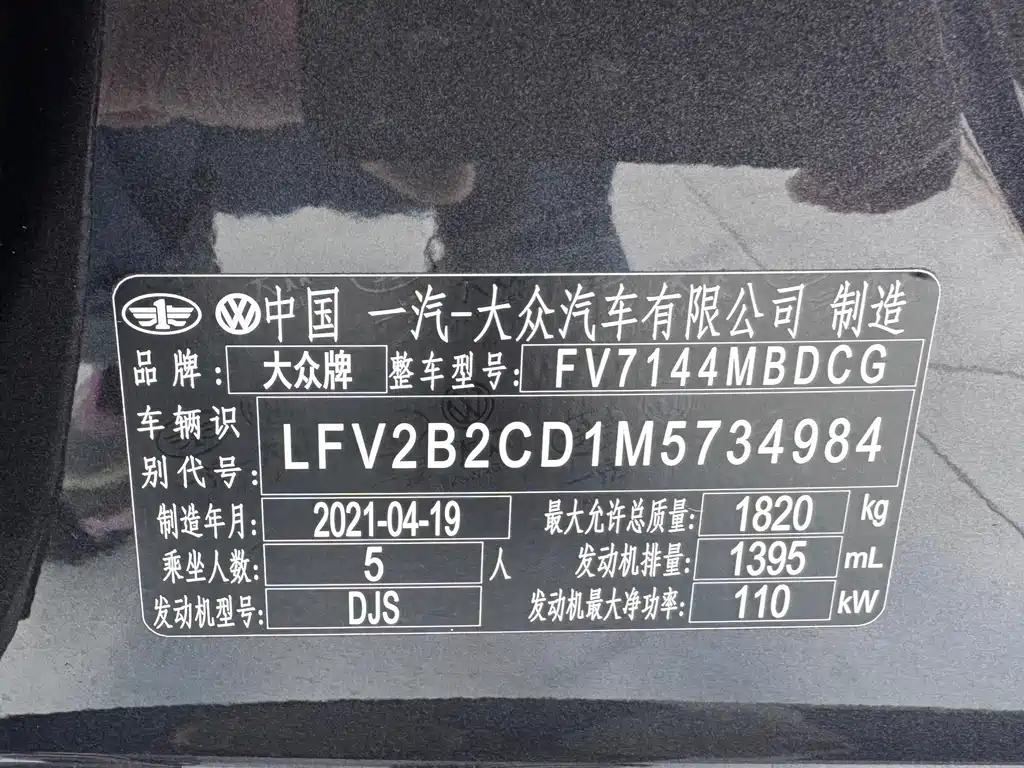 中国 一汽-大众汽车有限公司 制造
品牌: 大众牌 整车型号: FV7144MBDCG
车辆识别代号: LFV2B2CD1M5734984
制造年月: 2021-04-19 最大允许总质量: 1820 kg
乘坐人数: 5 人 发动机排量: 1395 mL
发动机型号: DJS 发动机最大净功率: 110 kW